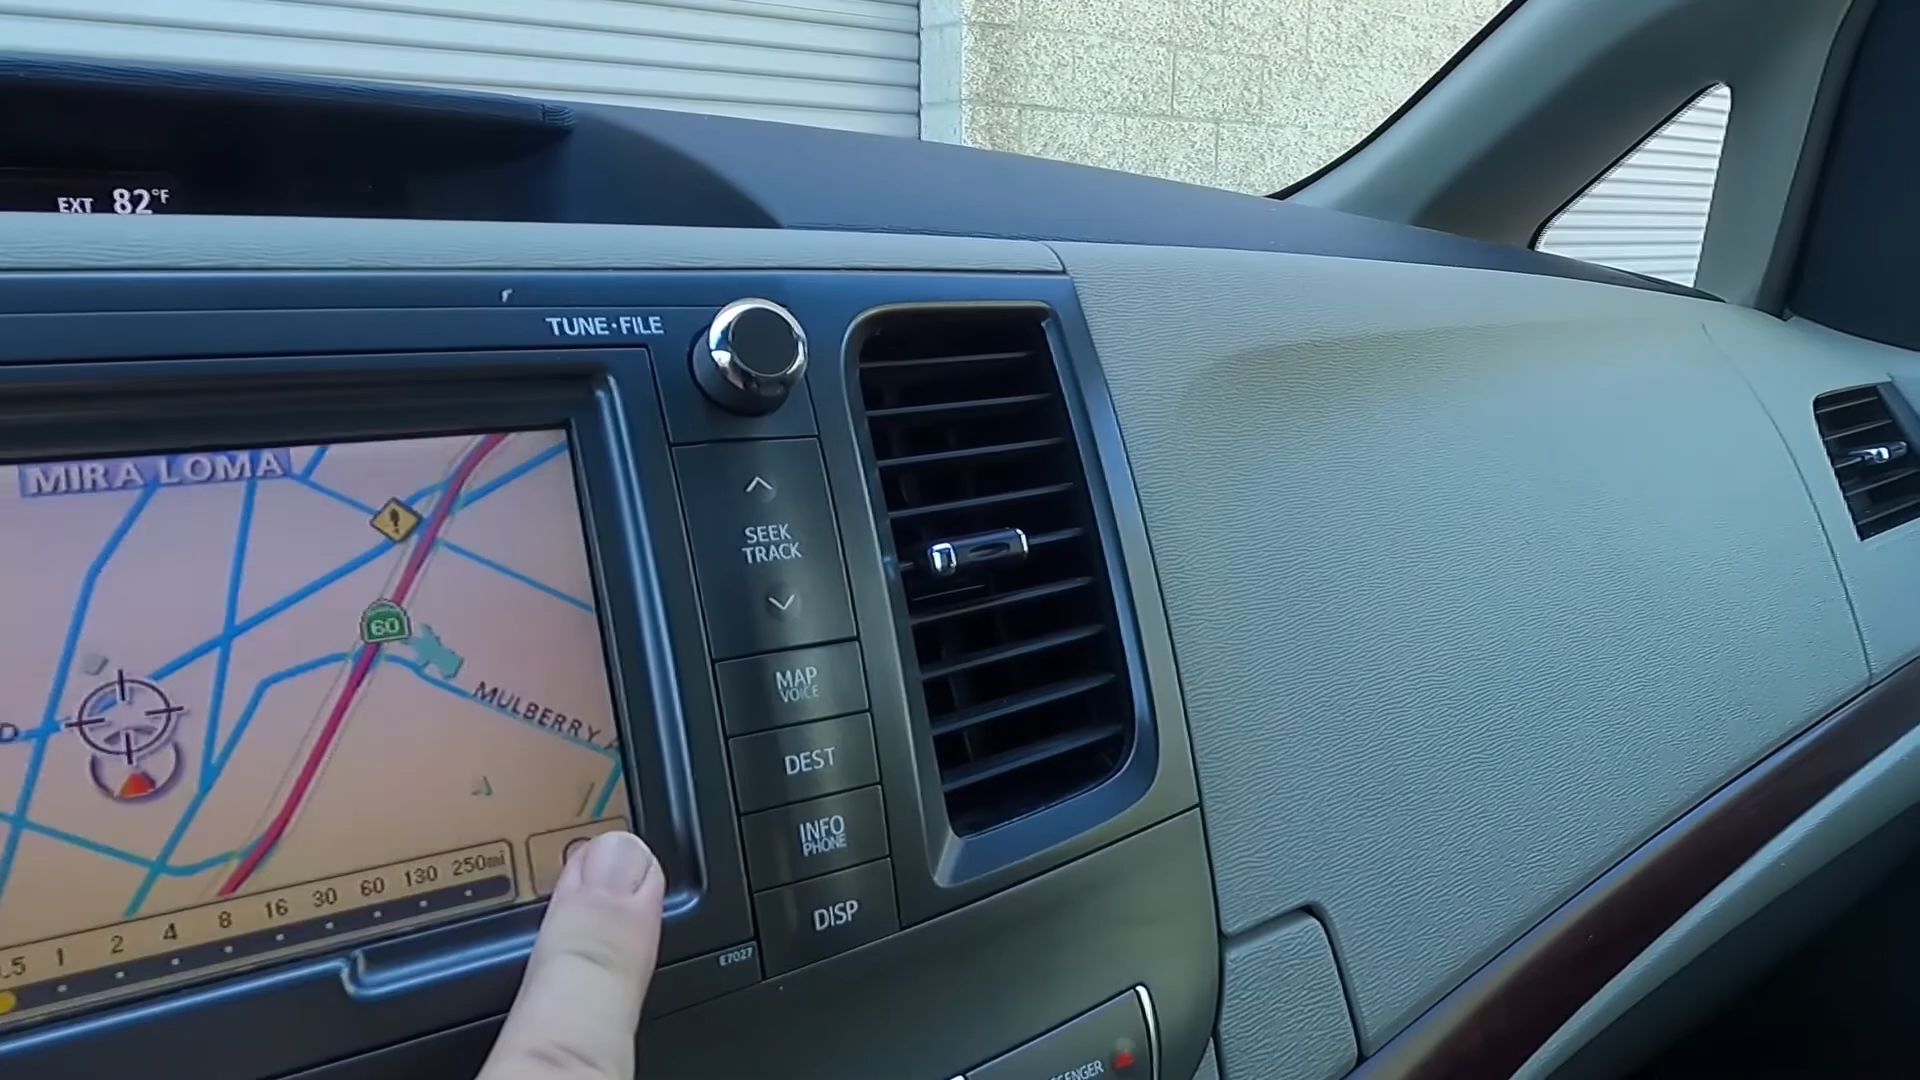 EXT 82°F
TUNE·FILE
MIRA LOMA
SEEK
TRACK
60
MAP
VOICE
MULBERRY
DEST
INFO
PHONE
.5 1 2 4 8 16 30 60 130 250mi
DISP
E7027